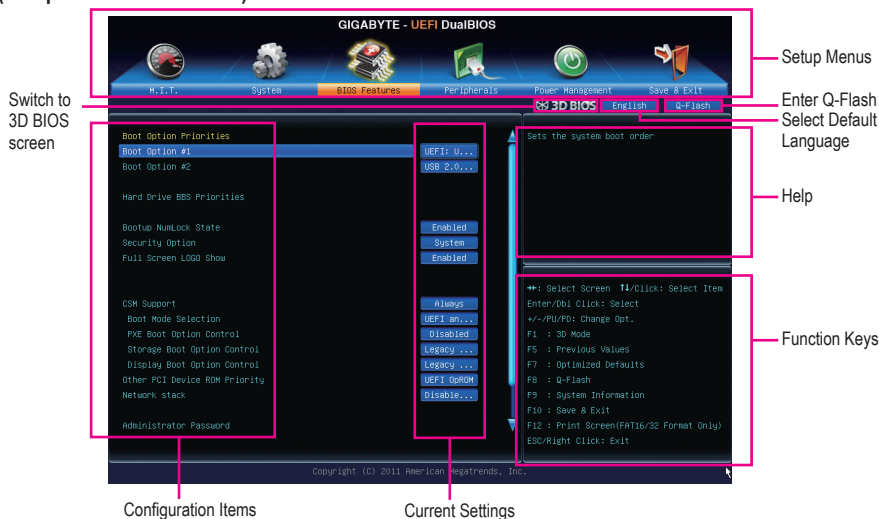 GIGABYTE - UEFI DualBIOS
Setup Menus
M.I.T. System BIOS Features Peripherals Power Management Save & Exit
Switch to
3D BIOS
screen
3D BIOS English Q-Flash
Enter Q-Flash
Select Default
Language
Boot Option Priorities
Boot Option #1 UEFI: U...
Boot Option #2 USB 2.0...
Hard Drive BBS Priorities
Bootup NumLock State Enabled
Security Option System
Full Screen LOGO Show Enabled
CSM Support Always
Boot Mode Selection UEFI an...
PXE Boot Option Control Disabled
Storage Boot Option Control Legacy ...
Display Boot Option Control Legacy ...
Other PCI Device ROM Priority UEFI OpROM
Network stack Disable...
Administrator Password
Sets the system boot order
Help
↔: Select Screen ↑↓/Click: Select Item
Enter/Dbl Click: Select
+/-/PU/PD: Change Opt.
F1 : 3D Mode
F5 : Previous Values
F7 : Optimized Defaults
F8 : Q-Flash
F9 : System Information
F10 : Save & Exit
F12 : Print Screen(FAT16/32 Format Only)
ESC/Right Click: Exit
Function Keys
Copyright (C) 2011 American Megatrends, Inc.
Configuration Items
Current Settings